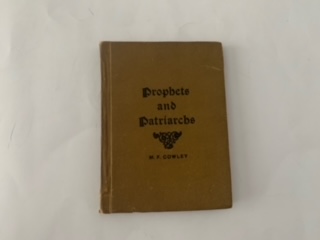 Prophets
and
Patriarchs
M. F. COWLEY